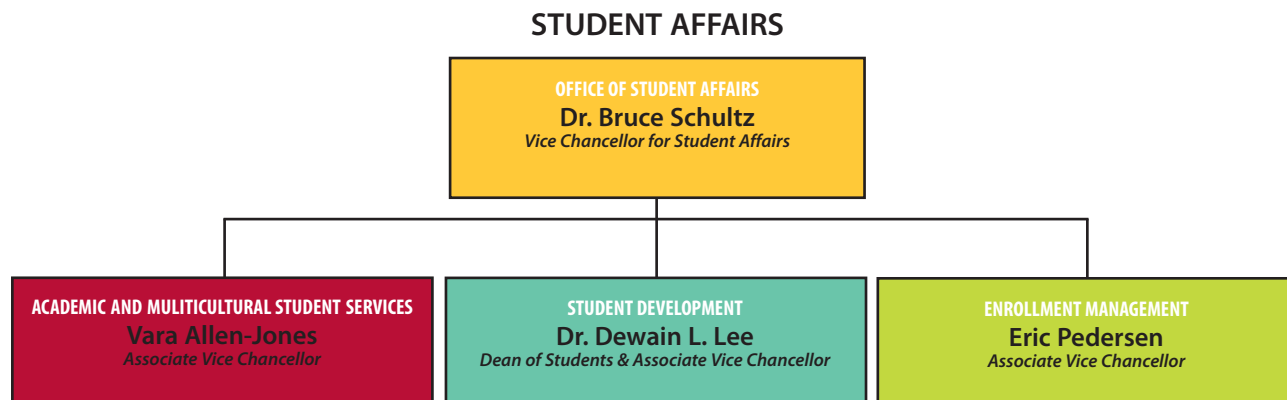 STUDENT AFFAIRS
OFFICE OF STUDENT AFFAIRS
Dr. Bruce Schultz
Vice Chancellor for Student Affairs
ACADEMIC AND MULITICULTURAL STUDENT SERVICES
Vara Allen-Jones
Associate Vice Chancellor
STUDENT DEVELOPMENT
Dr. Dewain L. Lee
Dean of Students & Associate Vice Chancellor
ENROLLMENT MANAGEMENT
Eric Pedersen
Associate Vice Chancellor